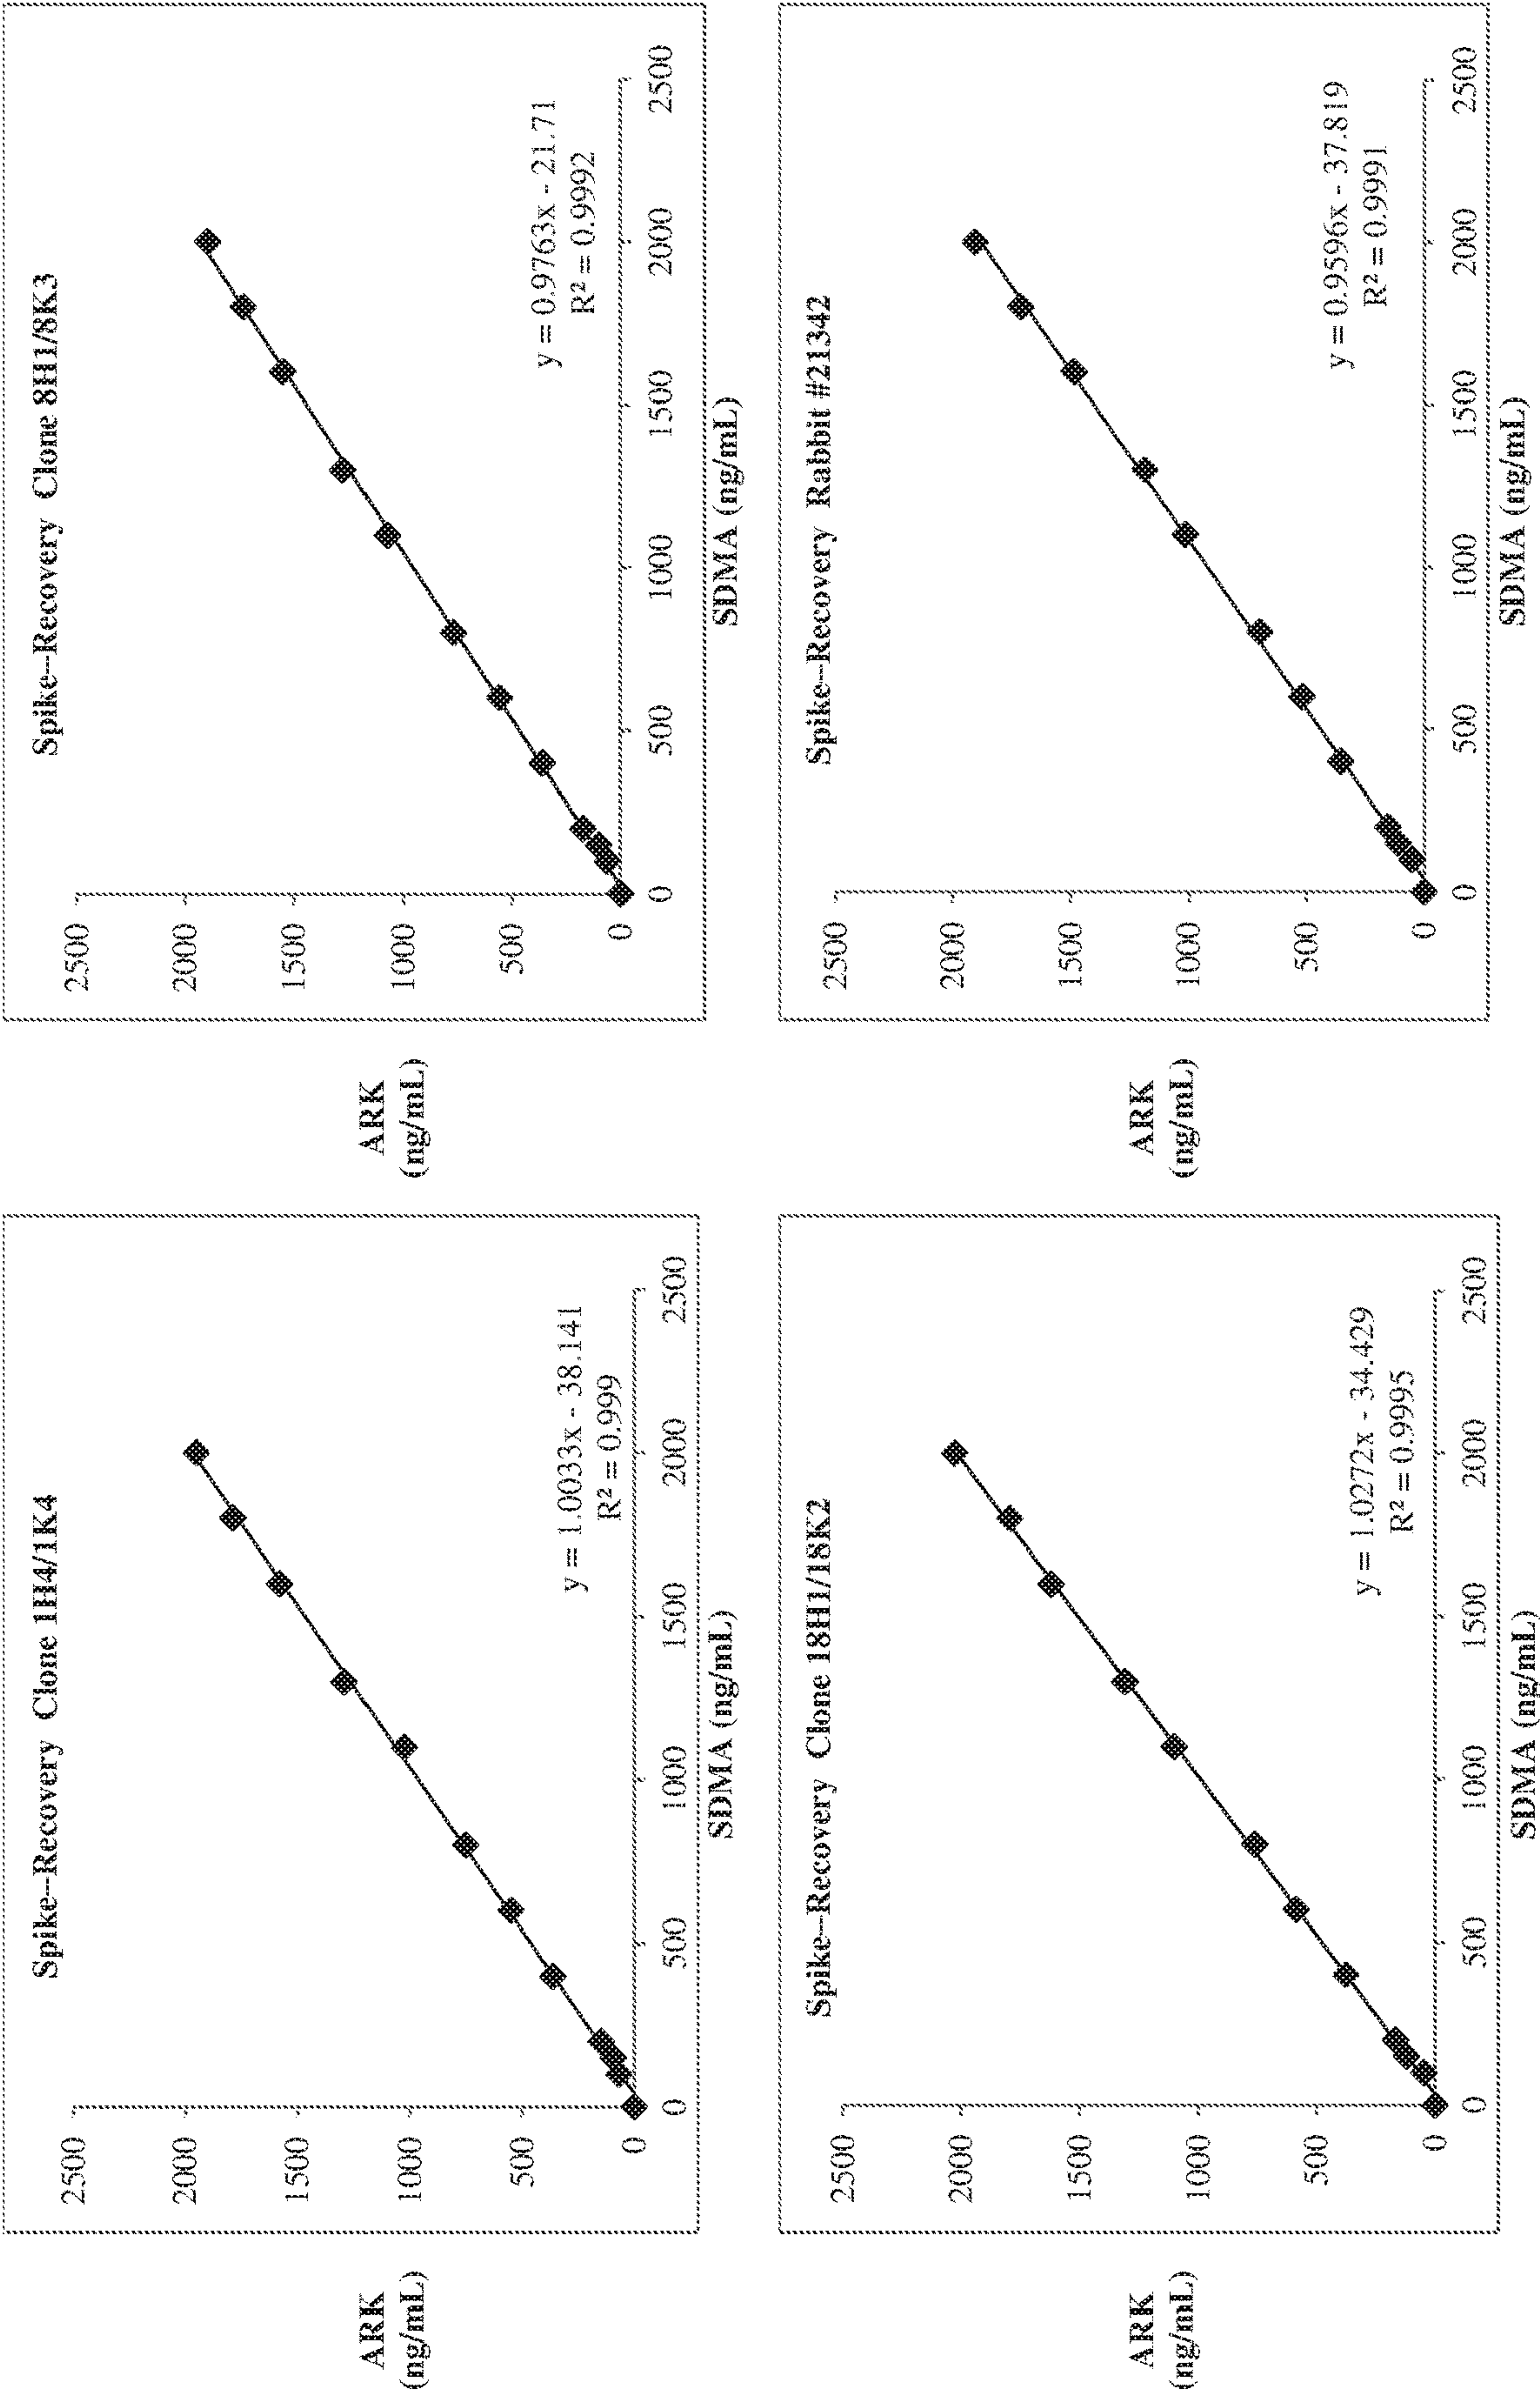 Spike--Recovery Clone 1H4/1K4
ARK
(ng/mL)
2500
2000
1500
1000
500
0
y = 1.0033x - 38.141
R² = 0.999
0 500 1000 1500 2000 2500
SDMA (ng/mL)
Spike--Recovery Clone 8H1/8K3
ARK
(ng/mL)
2500
2000
1500
1000
500
0
y = 0.9763x - 21.71
R² = 0.9992
0 500 1000 1500 2000 2500
SDMA (ng/mL)
Spike--Recovery Clone 18H1/18K2
ARK
(ng/mL)
2500
2000
1500
1000
500
0
y = 1.0272x - 34.429
R² = 0.9995
0 500 1000 1500 2000 2500
SDMA (ng/mL)
Spike--Recovery Rabbit #21342
ARK
(ng/mL)
2500
2000
1500
1000
500
0
y = 0.9596x - 37.819
R² = 0.9991
0 500 1000 1500 2000 2500
SDMA (ng/mL)